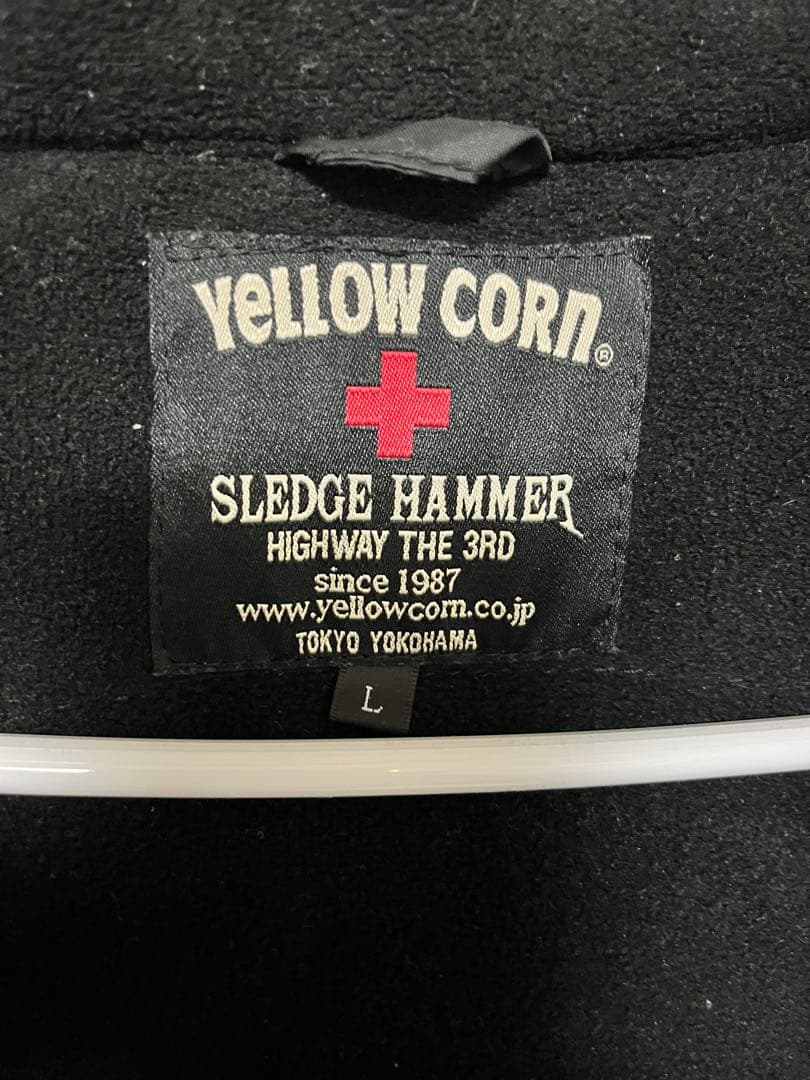 YeLLOW CORn®
SLEDGE HAMMER
HIGHWAY THE 3RD
since 1987
www.yellowcorn.co.jp
TOKYO YOKOHAMA
L